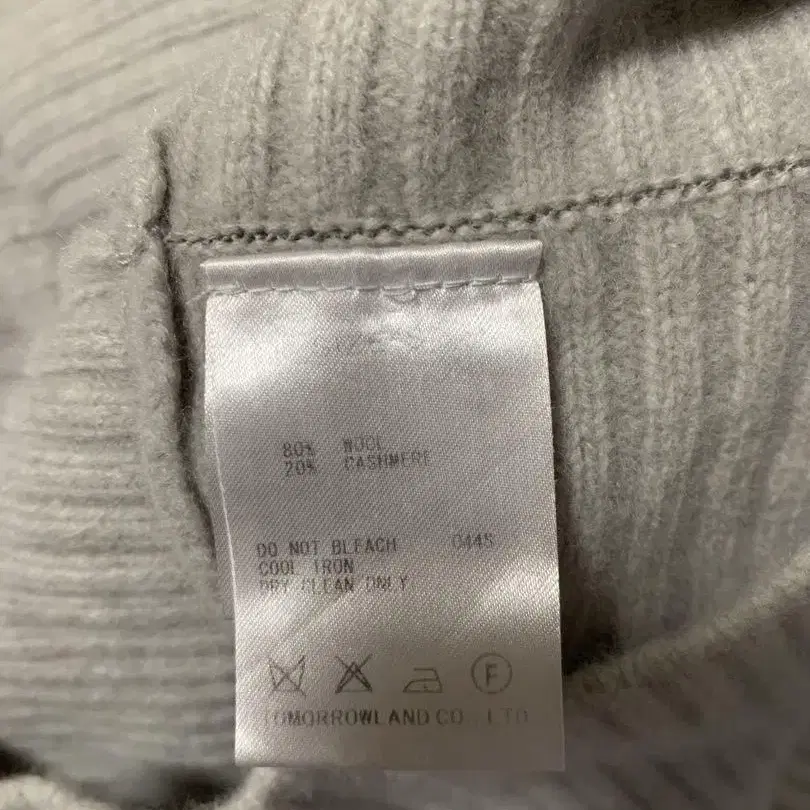 80% WOOL
20% CASHMERE
DO NOT BLEACH 044S
COOL IRON
DRY CLEAN ONLY
F
TOMORROWLAND CO., LTD